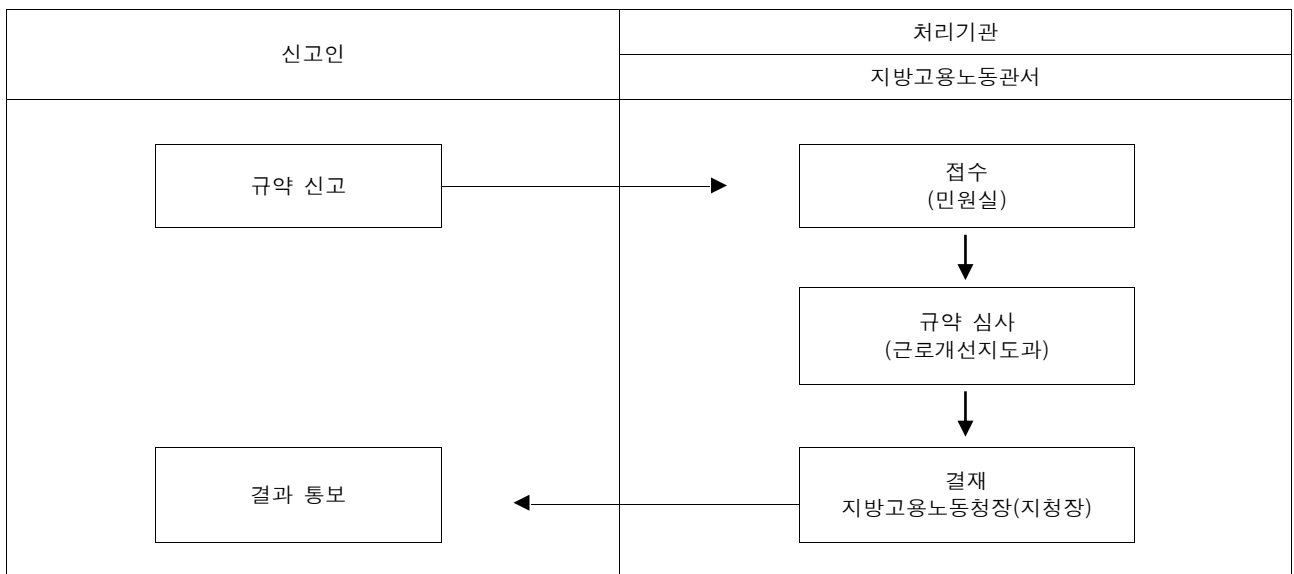 신고인
처리기관
지방고용노동관서
규약 신고
접수
(민원실)
규약 심사
(근로개선지도과)
결재
지방고용노동청장(지청장)
결과 통보